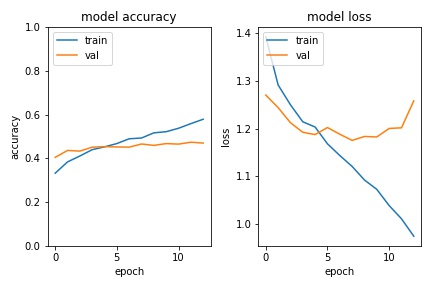 model accuracy
train
val
1.0
0.8
0.6
0.4
0.2
0.0
accuracy
0
5
10
epoch
model loss
train
val
1.4
1.3
1.2
1.1
1.0
loss
0
5
10
epoch